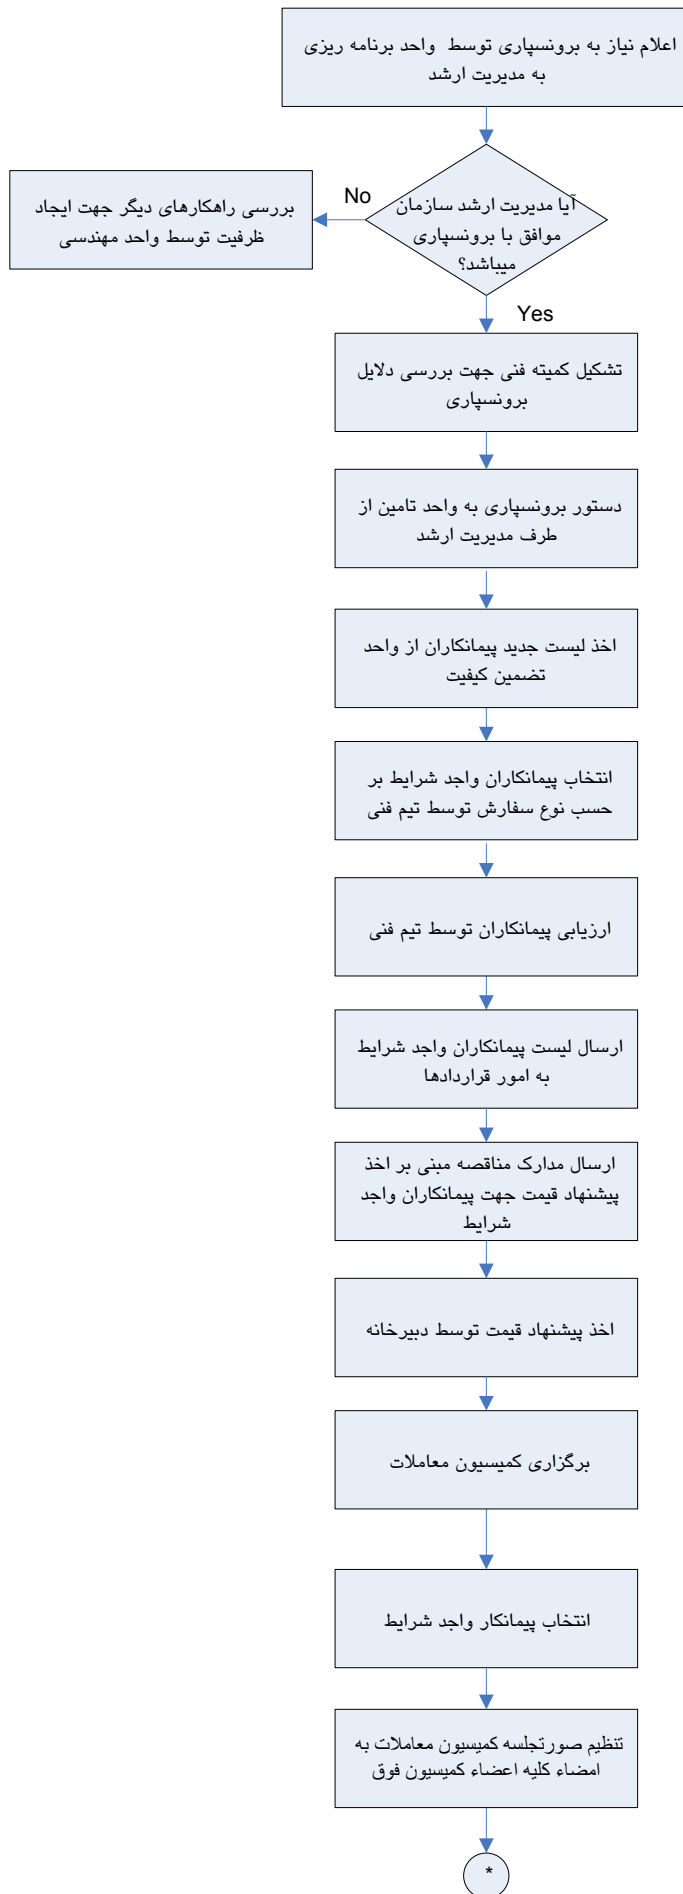 اعلام نیاز به برونسپاری توسط واحد برنامه ریزی
به مدیریت ارشد
آیا مدیریت ارشد سازمان
موافق با برونسپاری
میباشد؟
No
بررسی راهکارهای دیگر جهت ایجاد
ظرفیت توسط واحد مهندسی
Yes
تشکیل کمیته فنی جهت بررسی دلایل
برونسپاری
دستور برونسپاری به واحد تامین از
طرف مدیریت ارشد
اخذ لیست جدید پیمانکاران از واحد
تضمین کیفیت
انتخاب پیمانکاران واجد شرایط بر
حسب نوع سفارش توسط تیم فنی
ارزیابی پیمانکاران توسط تیم فنی
ارسال لیست پیمانکاران واجد شرایط
به امور قراردادها
ارسال مدارک مناقصه مبنی بر اخذ
پیشنهاد قیمت جهت پیمانکاران واجد
شرایط
اخذ پیشنهاد قیمت توسط دبیرخانه
برگزاری کمیسیون معاملات
انتخاب پیمانکار واجد شرایط
تنظیم صورتجلسه کمیسیون معاملات به
امضاء کلیه اعضاء کمیسیون فوق
*